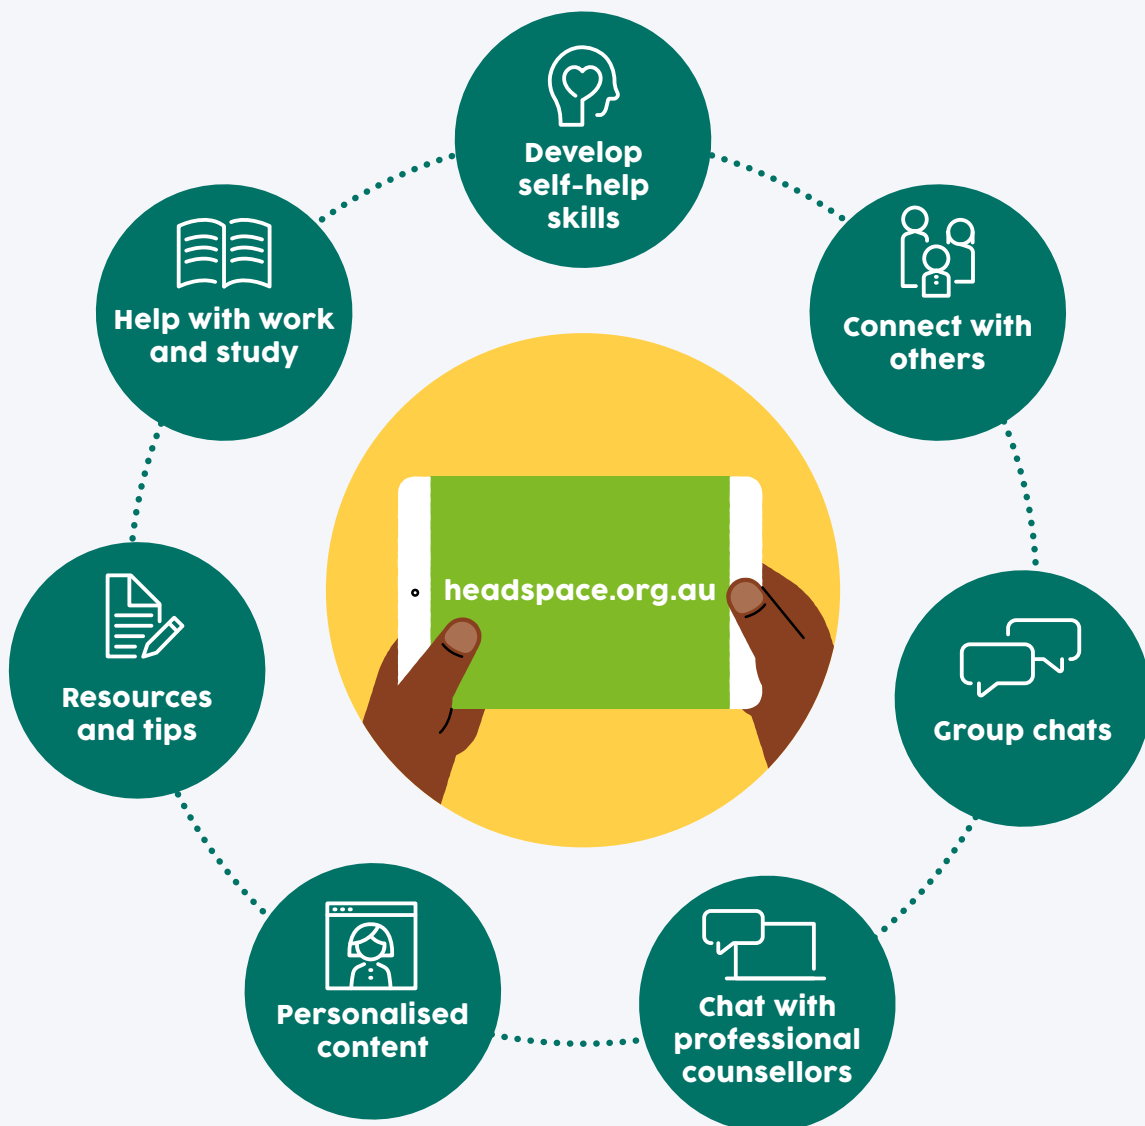 Develop
self-help
skills
Connect with
others
Group chats
Chat with
professional
counsellors
Personalised
content
Resources
and tips
Help with work
and study
headspace.org.au